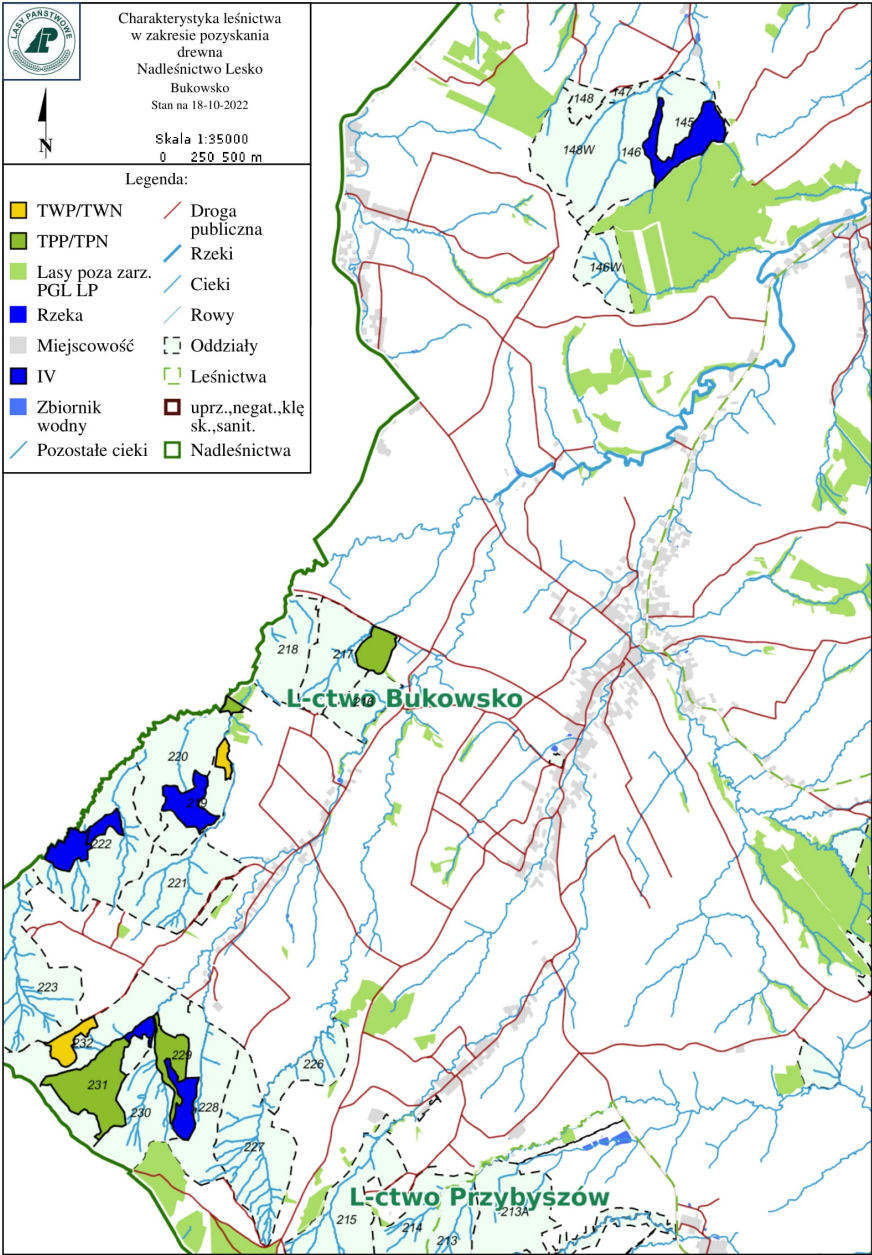 LASY PAŃSTWOWE
Charakterystyka leśnictwa
w zakresie pozyskania
drewna
Nadleśnictwo Lesko
Bukowsko
Stan na 18-10-2022
N
Skala 1:35000
0 250 500 m
Legenda:
TWP/TWN
TPP/TPN
Lasy poza zarz.
PGL LP
Rzeka
Miejscowość
IV
Zbiornik
wodny
Pozostałe cieki
Droga
publiczna
Rzeki
Cieki
Rowy
Oddziały
Leśnictwa
uprz.,negat.,klę
sk.,sanit.
Nadleśnictwa
147
148
145
148W
146
146W
218
217
216
L-ctwo Bukowsko
220
219
222
221
223
232
229
231
226
230
228
227
L-ctwo Przybyszów
215
213A
214
213